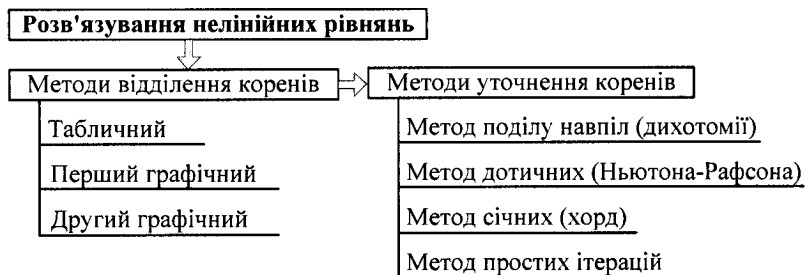 Розв'язування нелінійних рівнянь
Методи відділення коренів
Табличний
Перший графічний
Другий графічний
Методи уточнення коренів
Метод поділу навпіл (дихотомії)
Метод дотичних (Ньютона-Рафсона)
Метод січних (хорд)
Метод простих ітерацій